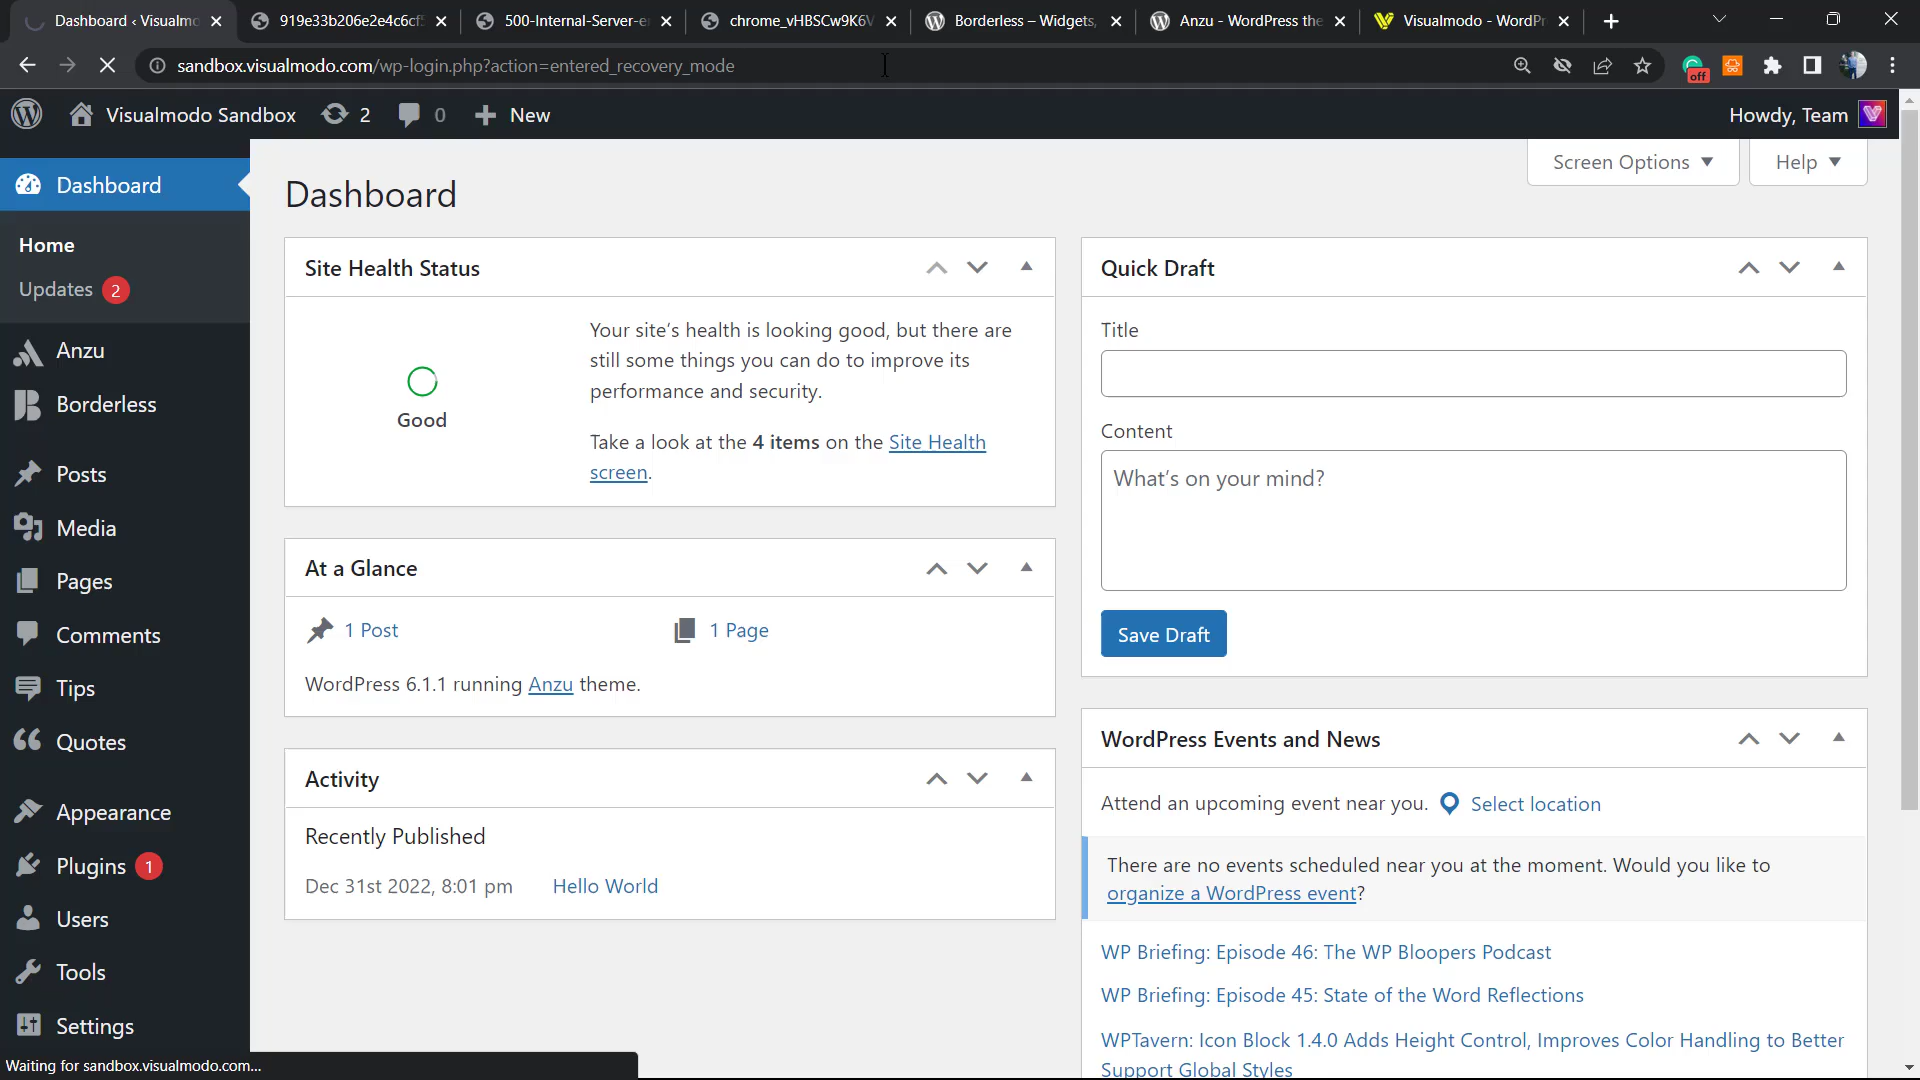 Dashboard ‹ Visualmo
919e33b206e2e4c6cf5
500-Internal-Server-e
chrome_vHBSCw9K6V
Borderless – Widgets,
Anzu - WordPress the
Visualmodo - WordPr
sandbox.visualmodo.com/wp-login.php?action=entered_recovery_mode
off
Visualmodo Sandbox
2
0
New
Howdy, Team
Screen Options
Help
Dashboard
Home
Updates 2
Anzu
Borderless
Posts
Media
Pages
Comments
Tips
Quotes
Appearance
Plugins 1
Users
Tools
Settings
Dashboard
Site Health Status
Good
Your site's health is looking good, but there are
still some things you can do to improve its
performance and security.
Take a look at the 4 items on the Site Health
screen.
At a Glance
1 Post
1 Page
WordPress 6.1.1 running Anzu theme.
Activity
Recently Published
Dec 31st 2022, 8:01 pm
Hello World
Quick Draft
Title
Content
What's on your mind?
Save Draft
WordPress Events and News
Attend an upcoming event near you.
Select location
There are no events scheduled near you at the moment. Would you like to
organize a WordPress event?
WP Briefing: Episode 46: The WP Bloopers Podcast
WP Briefing: Episode 45: State of the Word Reflections
WPTavern: Icon Block 1.4.0 Adds Height Control, Improves Color Handling to Better
Support Global Styles
Waiting for sandbox.visualmodo.com...